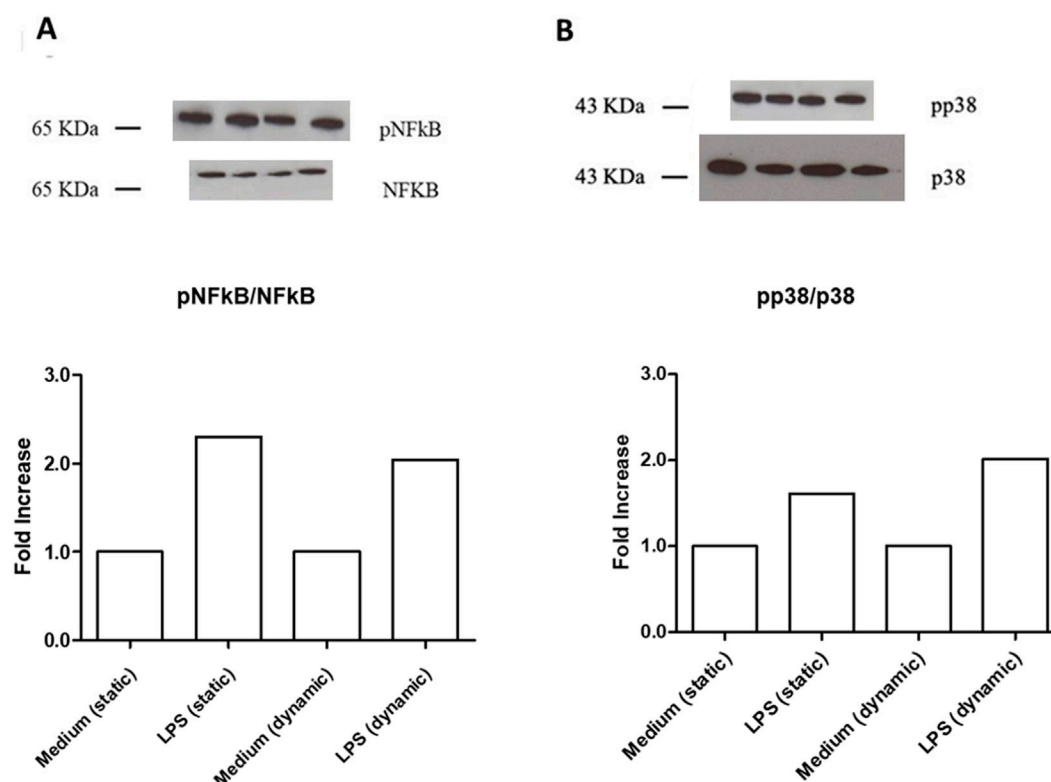 A
65 KDa
pNFkB
65 KDa
NFKB
pNFkB/NFkB
Fold Increase
3.0
2.0
1.0
0.0
Medium (static)
LPS (static)
Medium (dynamic)
LPS (dynamic)
B
43 KDa
pp38
43 KDa
p38
pp38/p38
Fold Increase
3.0
2.0
1.0
0.0
Medium (static)
LPS (static)
Medium (dynamic)
LPS (dynamic)